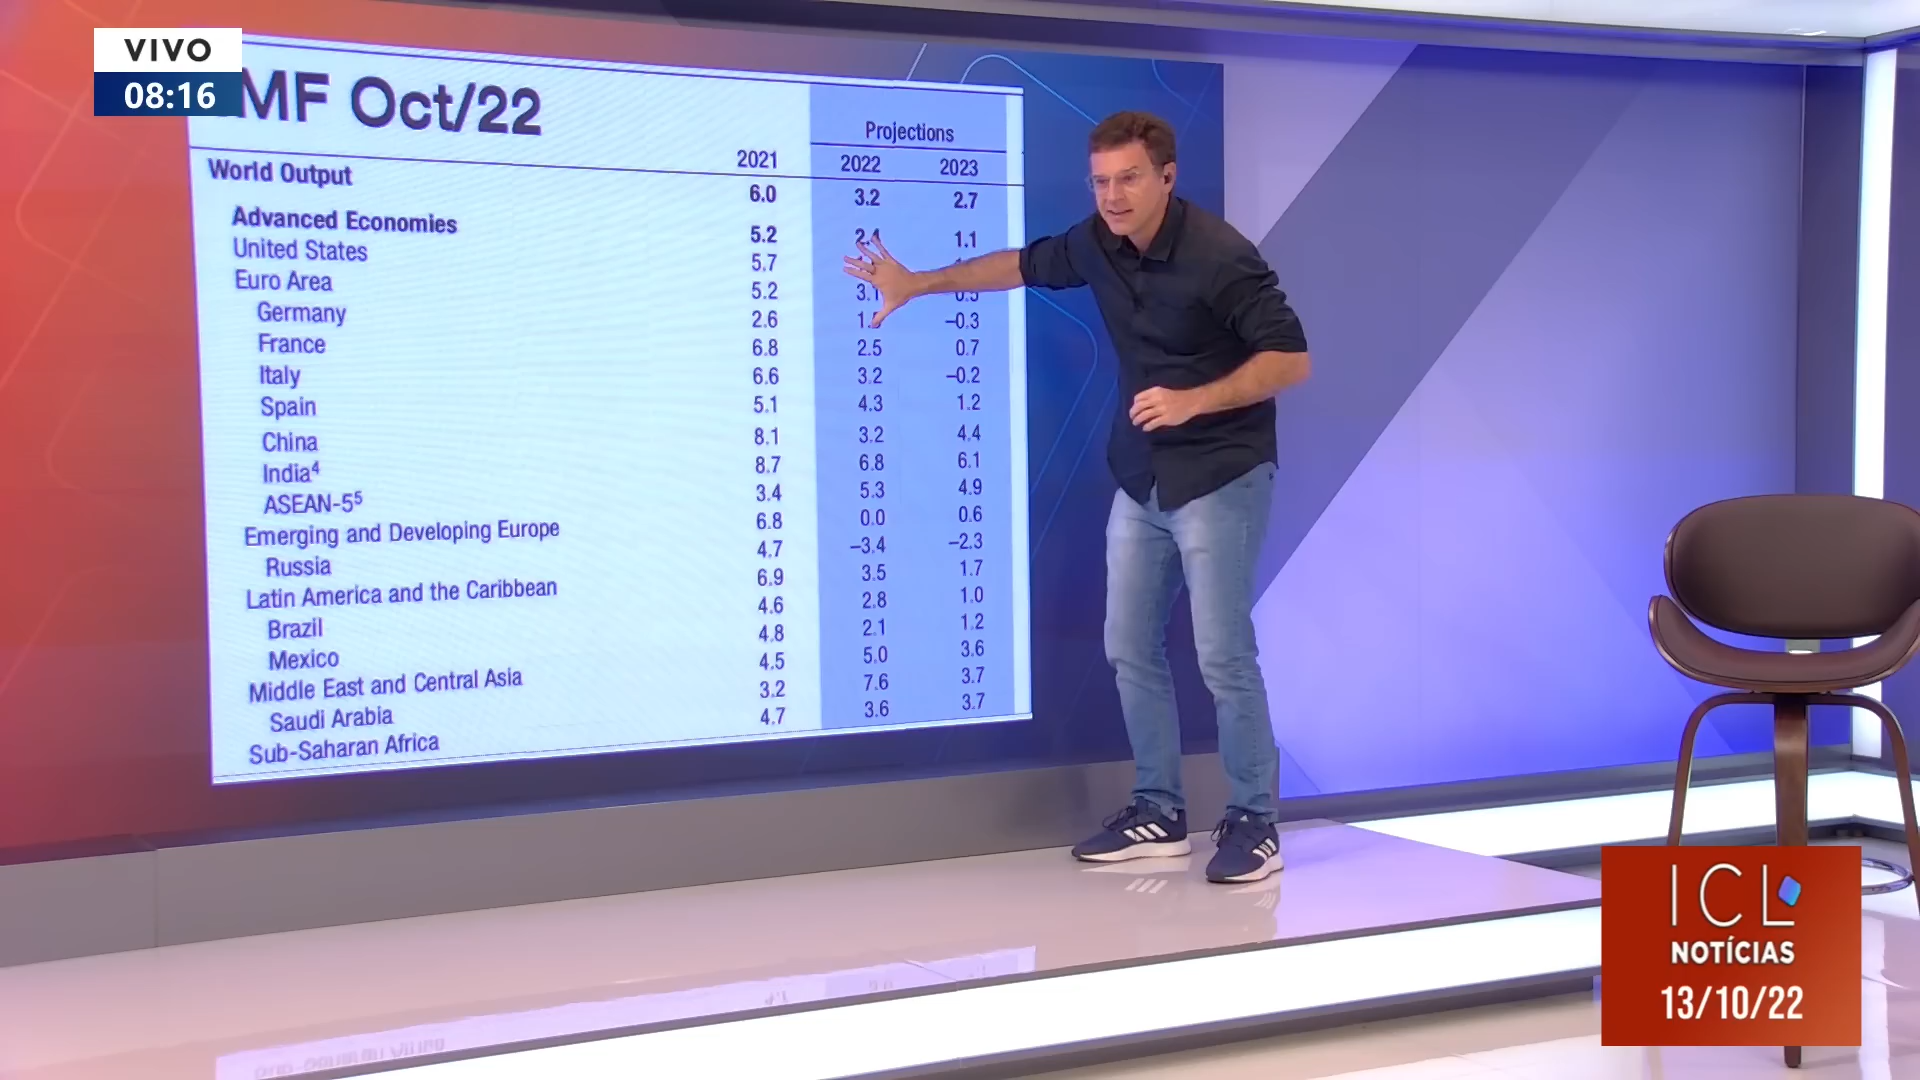 VIVO
08:16
MF Oct/22
Projections
2021 2022 2023
World Output 6.0 3.2 2.7
Advanced Economies 5.2 2.4 1.1
United States 5.7
Euro Area 5.2 3.1 0.5
Germany 2.6 –0.3
France 6.8 2.5 0.7
Italy 6.6 3.2 –0.2
Spain 5.1 4.3 1.2
China 8.1 3.2 4.4
India⁴ 8.7 6.8 6.1
ASEAN-5⁵ 3.4 5.3 4.9
Emerging and Developing Europe 6.8 0.0 0.6
Russia 4.7 –3.4 –2.3
Latin America and the Caribbean 6.9 3.5 1.7
Brazil 4.6 2.8 1.0
Mexico 4.8 2.1 1.2
Middle East and Central Asia 4.5 5.0 3.6
Saudi Arabia 3.2 7.6 3.7
Sub-Saharan Africa 4.7 3.6 3.7
ICL
NOTÍCIAS
13/10/22